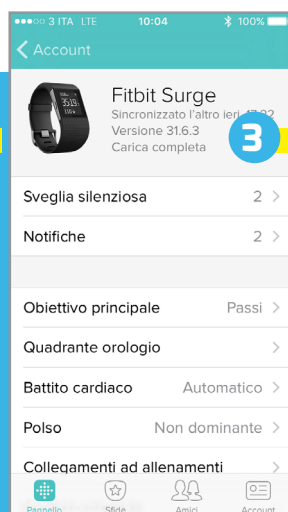 3 ITA LTE 10:04 100%
Account
Fitbit Surge
Sincronizzato l'altro ieri,
Versione 31.6.3
Carica completa
3
Sveglia silenziosa 2
Notifiche 2
Obiettivo principale Passi
Quadrante orologio
Battito cardiaco Automatico
Polso Non dominante
Collegamenti ad allenamenti
Pannello Sfide Amici Account